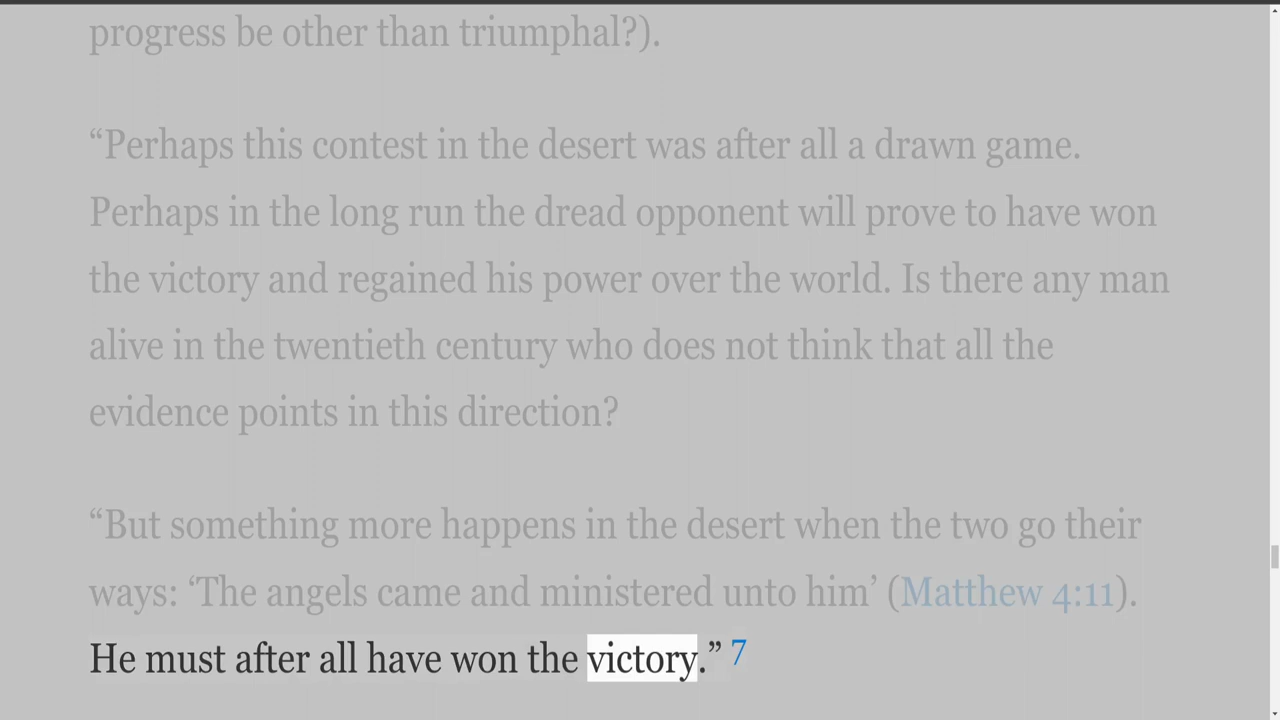 progress be other than triumphal?).
“Perhaps this contest in the desert was after all a drawn game.
Perhaps in the long run the dread opponent will prove to have won
the victory and regained his power over the world. Is there any man
alive in the twentieth century who does not think that all the
evidence points in this direction?
“But something more happens in the desert when the two go their
ways: ‘The angels came and ministered unto him’ (Matthew 4:11).
He must after all have won the victory.” 7